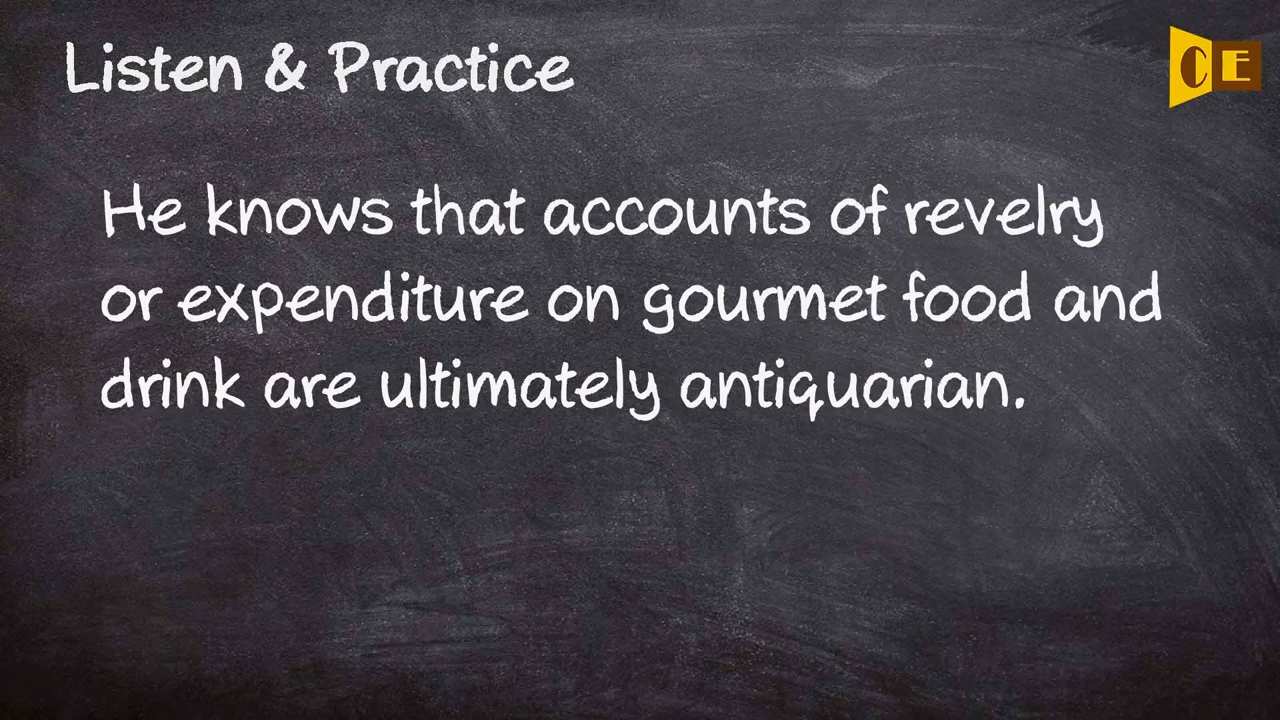 Listen & Practice
CE
He knows that accounts of revelry
or expenditure on gourmet food and
drink are ultimately antiquarian.